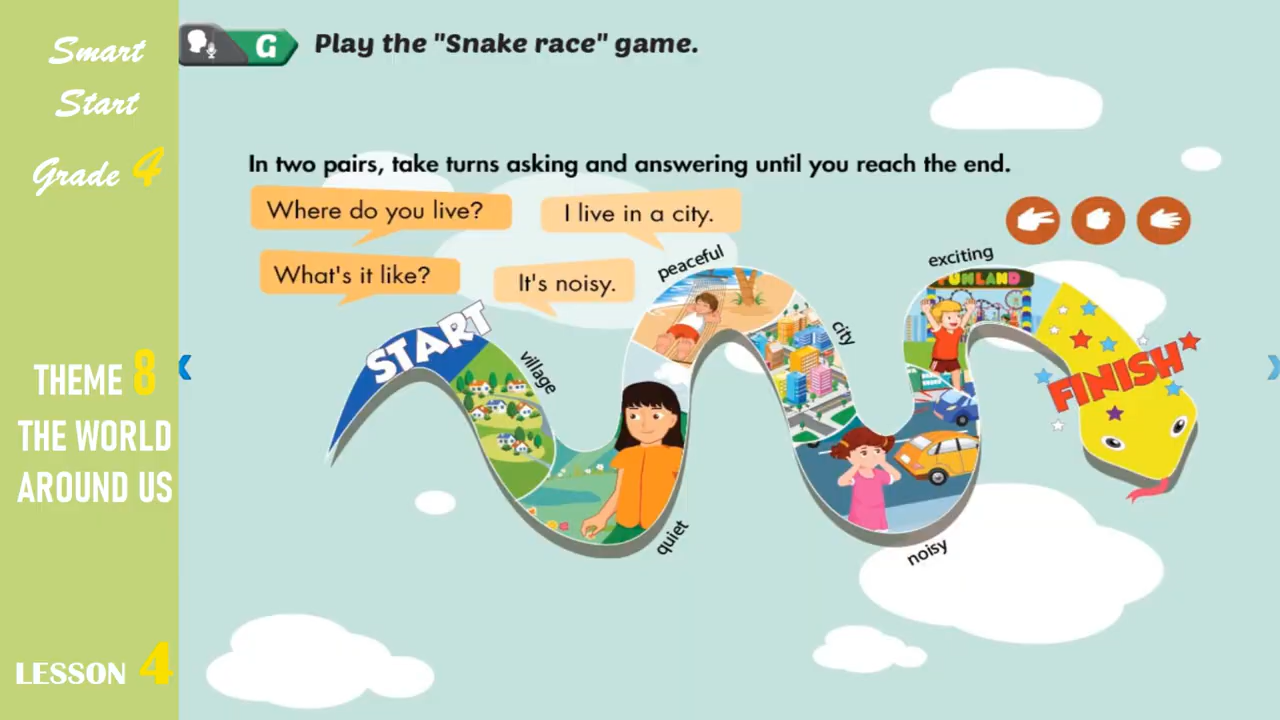 Smart
Start
Grade 4
THEME 8
THE WORLD
AROUND US
LESSON 4
G
Play the "Snake race" game.
In two pairs, take turns asking and answering until you reach the end.
Where do you live?
I live in a city.
What's it like?
It's noisy.
START
village
quiet
peaceful
city
noisy
exciting
FUNLAND
FINISH